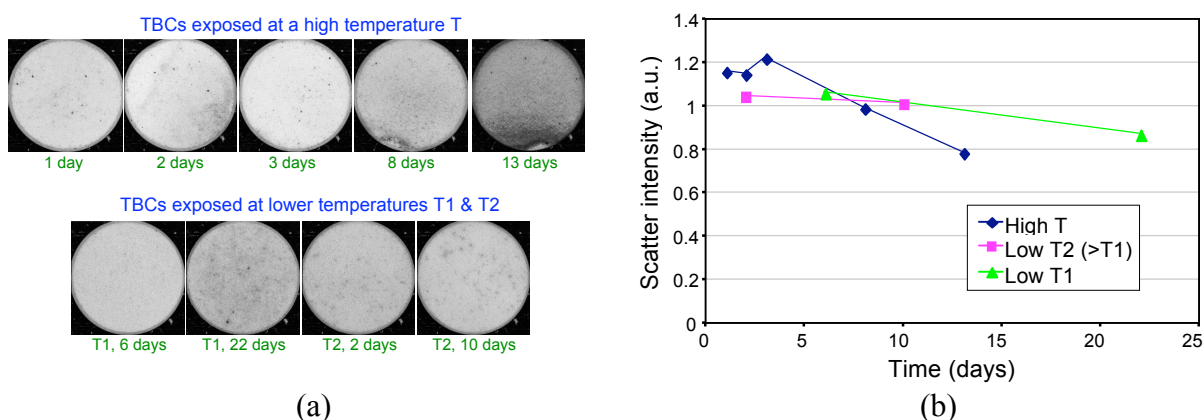 TBCs exposed at a high temperature T
1 day 2 days 3 days 8 days 13 days
TBCs exposed at lower temperatures T1 & T2
T1, 6 days T1, 22 days T2, 2 days T2, 10 days
(a)
Scatter intensity (a.u.)
1.4
1.2
1
0.8
0.6
0.4
0.2
0
0 5 10 15 20 25
Time (days)
High T
Low T2 (>T1)
Low T1
(b)